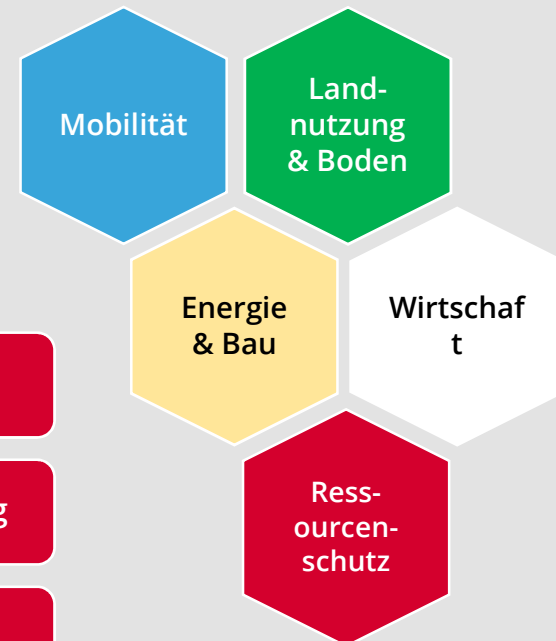 Mobilität
Land-
nutzung
& Boden
Energie
& Bau
Wirtschaf
t
g
Ress-
ourcen-
schutz